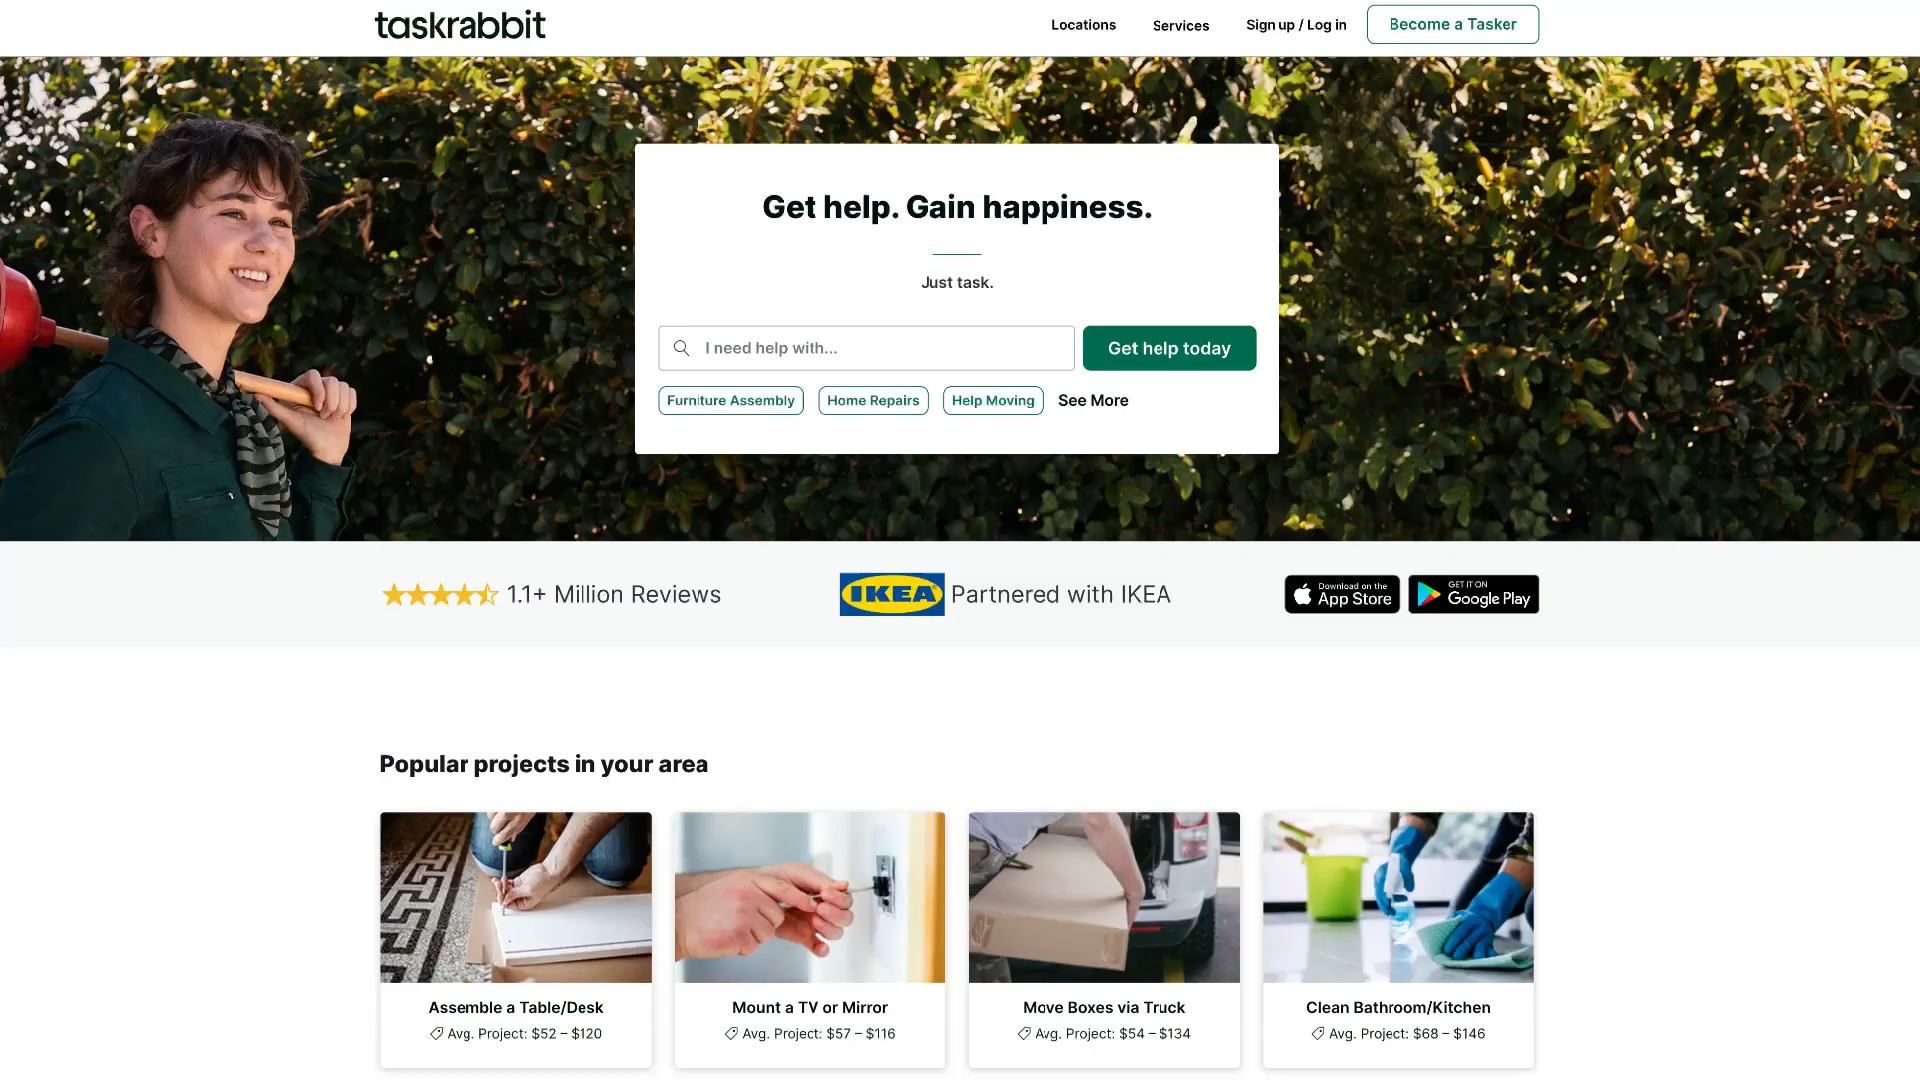 taskrabbit
Locations
Services
Sign up / Log in
Become a Tasker
Get help. Gain happiness.
Just task.
I need help with...
Get help today
Furniture Assembly
Home Repairs
Help Moving
See More
1.1+ Million Reviews
IKEA
Partnered with IKEA
Download on the
App Store
GET IT ON
Google Play
Popular projects in your area
Assemble a Table/Desk
Avg. Project: $52 – $120
Mount a TV or Mirror
Avg. Project: $57 – $116
Move Boxes via Truck
Avg. Project: $54 – $134
Clean Bathroom/Kitchen
Avg. Project: $68 – $146